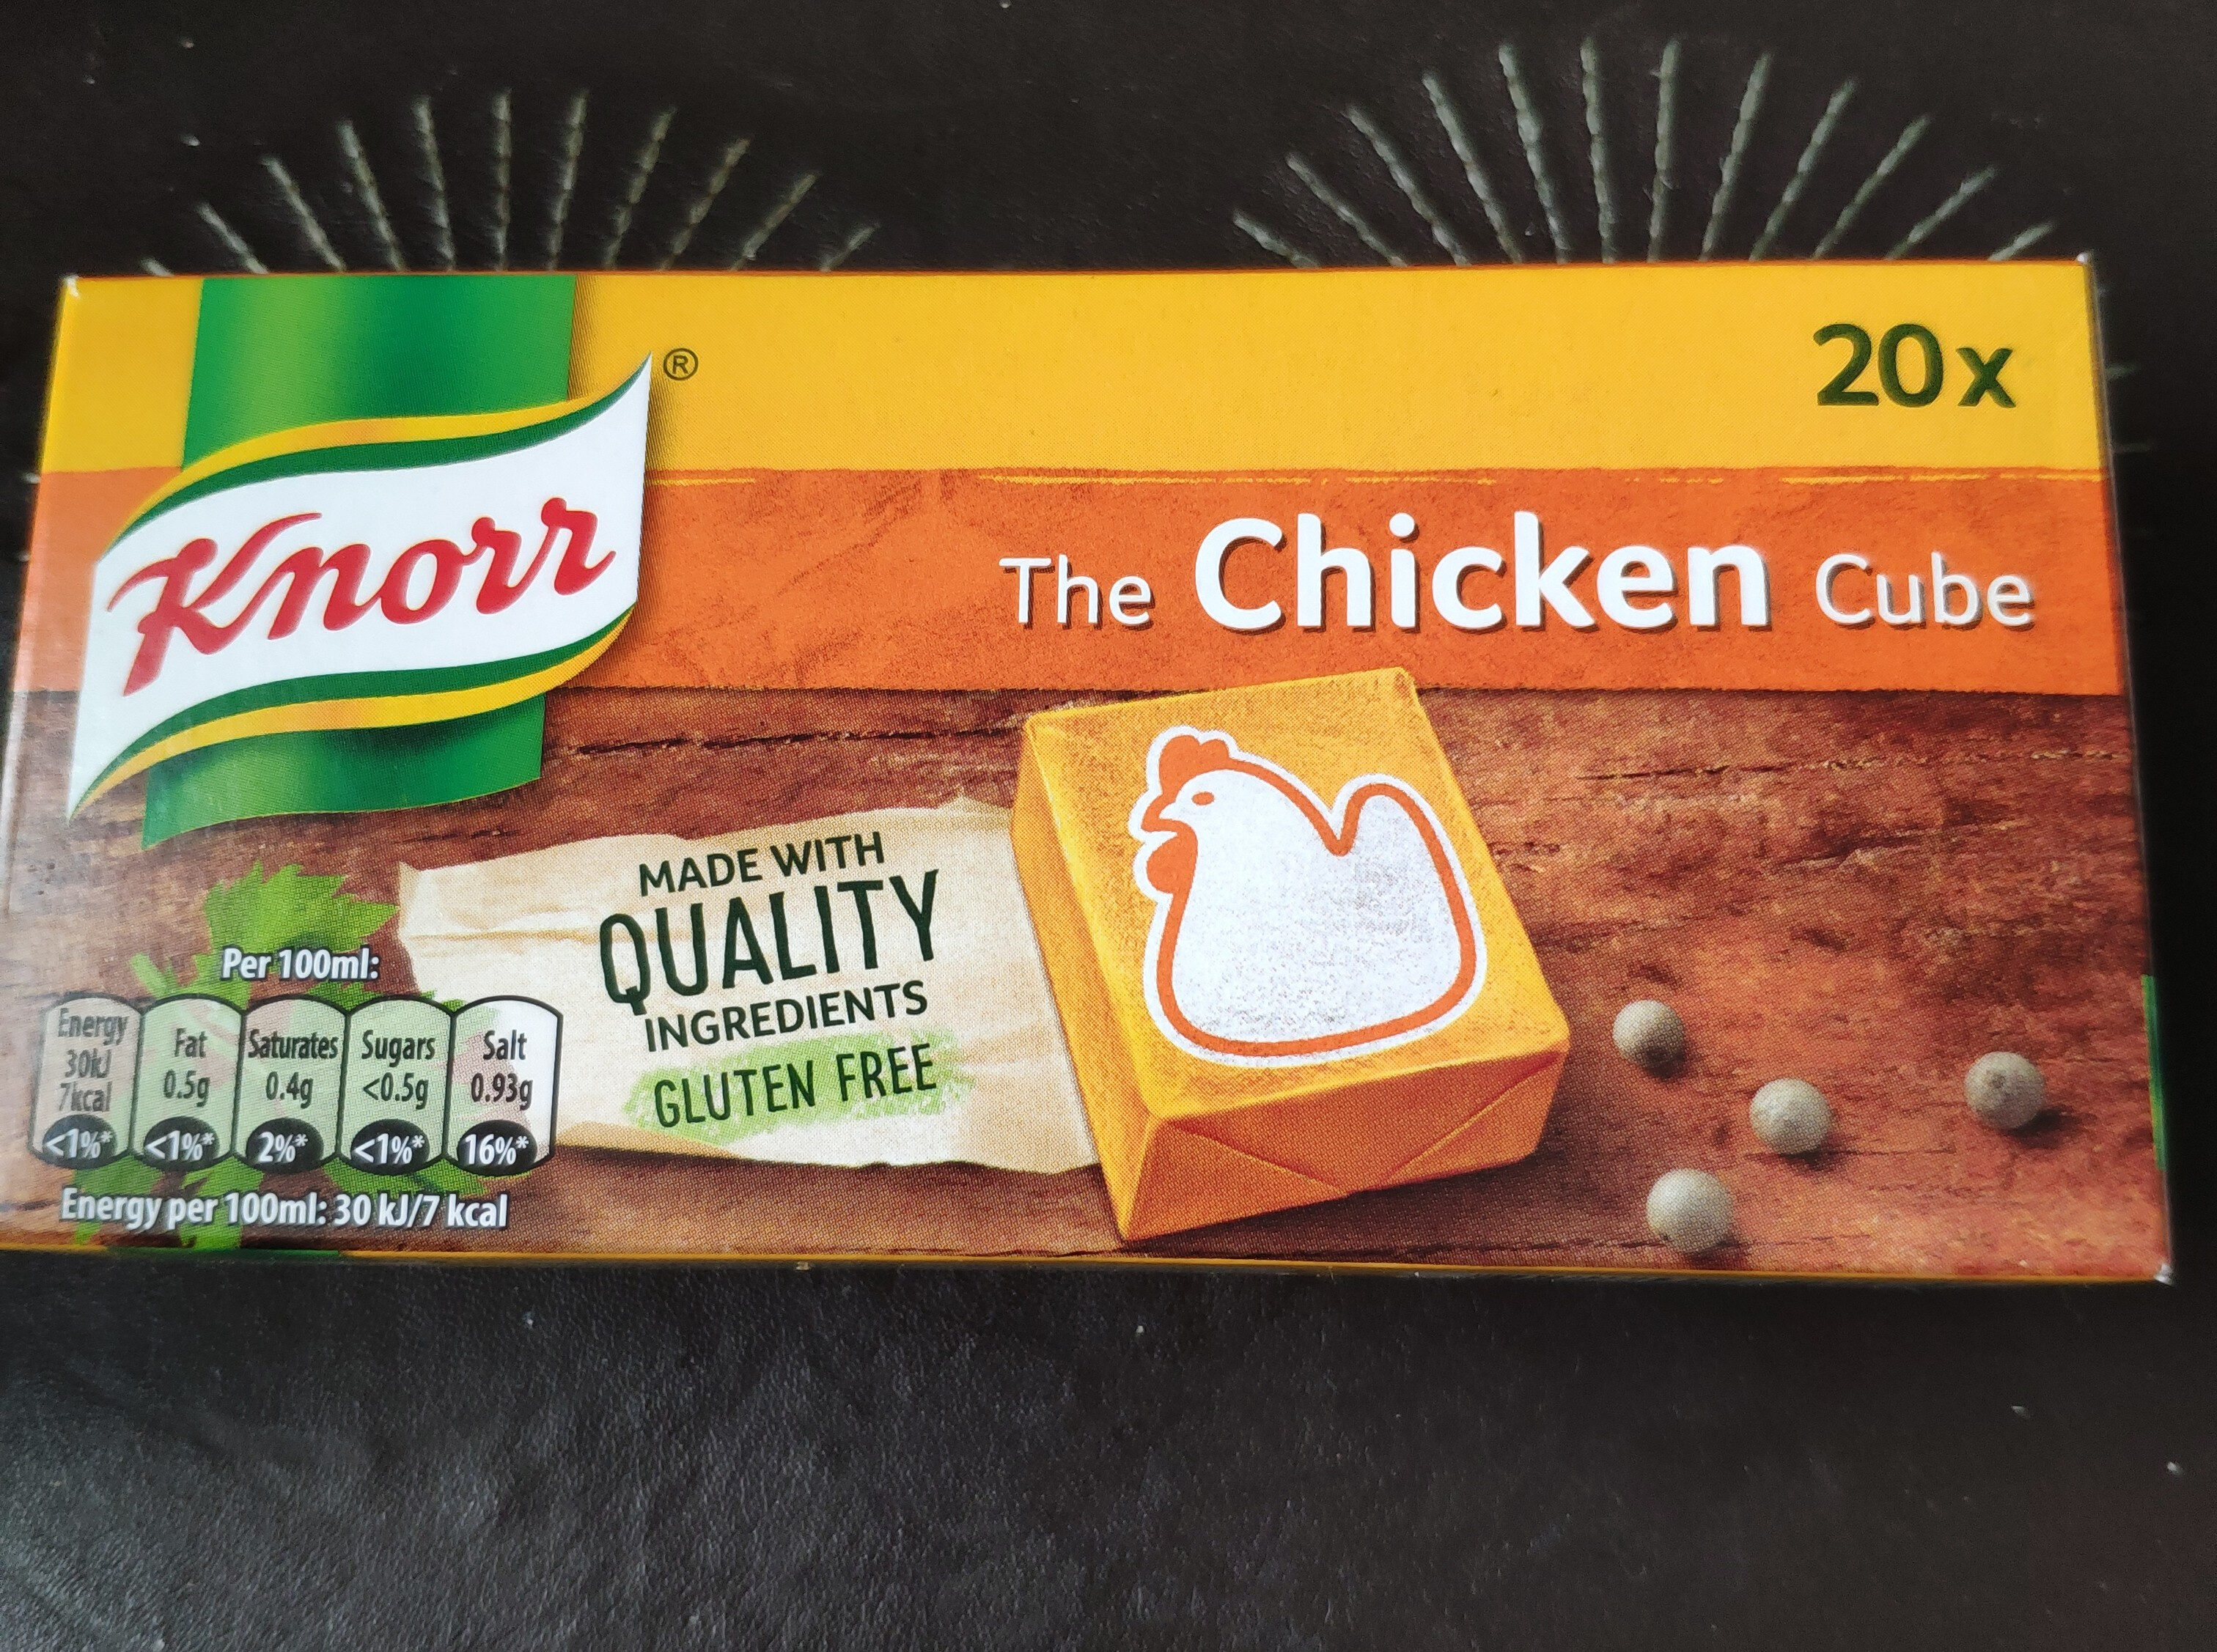 Knorr®
20x
The Chicken Cube
MADE WITH
QUALITY
INGREDIENTS
GLUTEN FREE
Per 100ml:
Energy 30kJ 7kcal <1%*
Fat 0.5g <1%*
Saturates 0.4g 2%*
Sugars <0.5g <1%*
Salt 0.93g 16%*
Energy per 100ml: 30 kJ/7 kcal